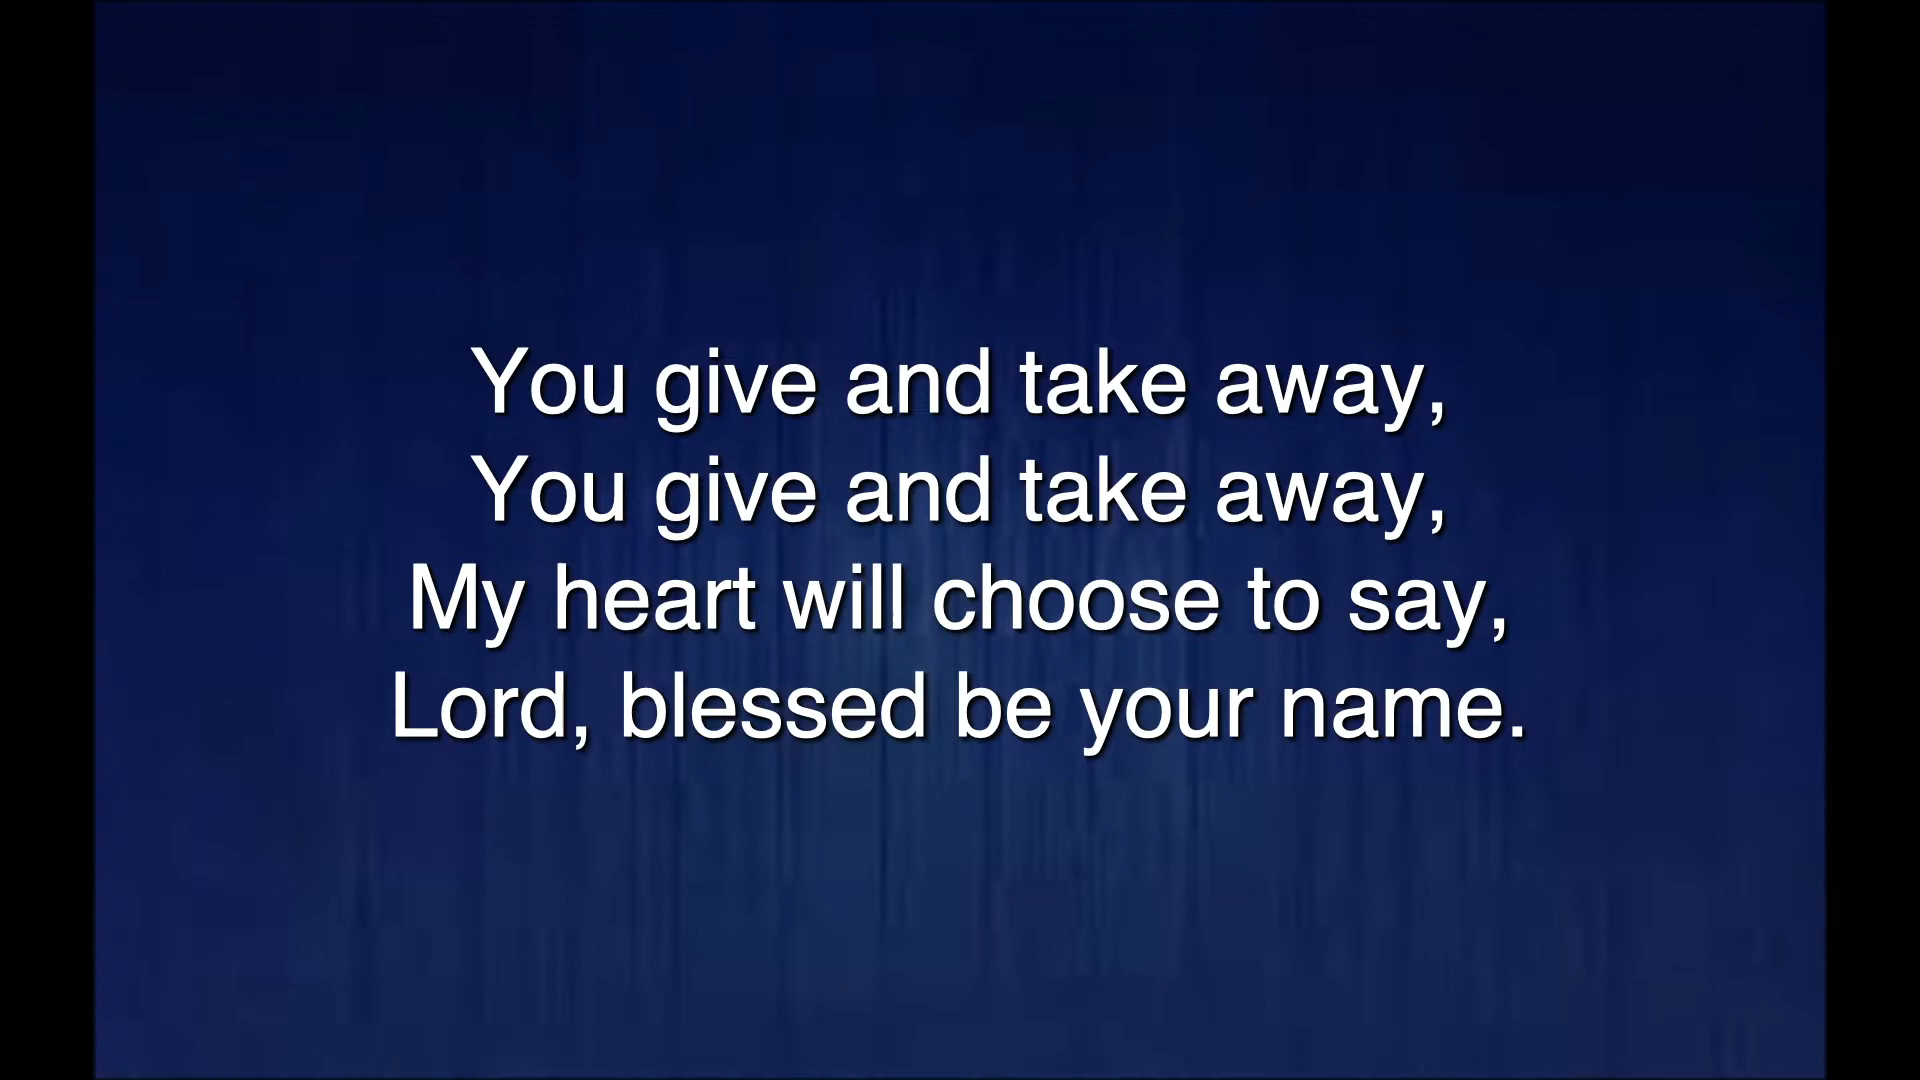 You give and take away,
You give and take away,
My heart will choose to say,
Lord, blessed be your name.